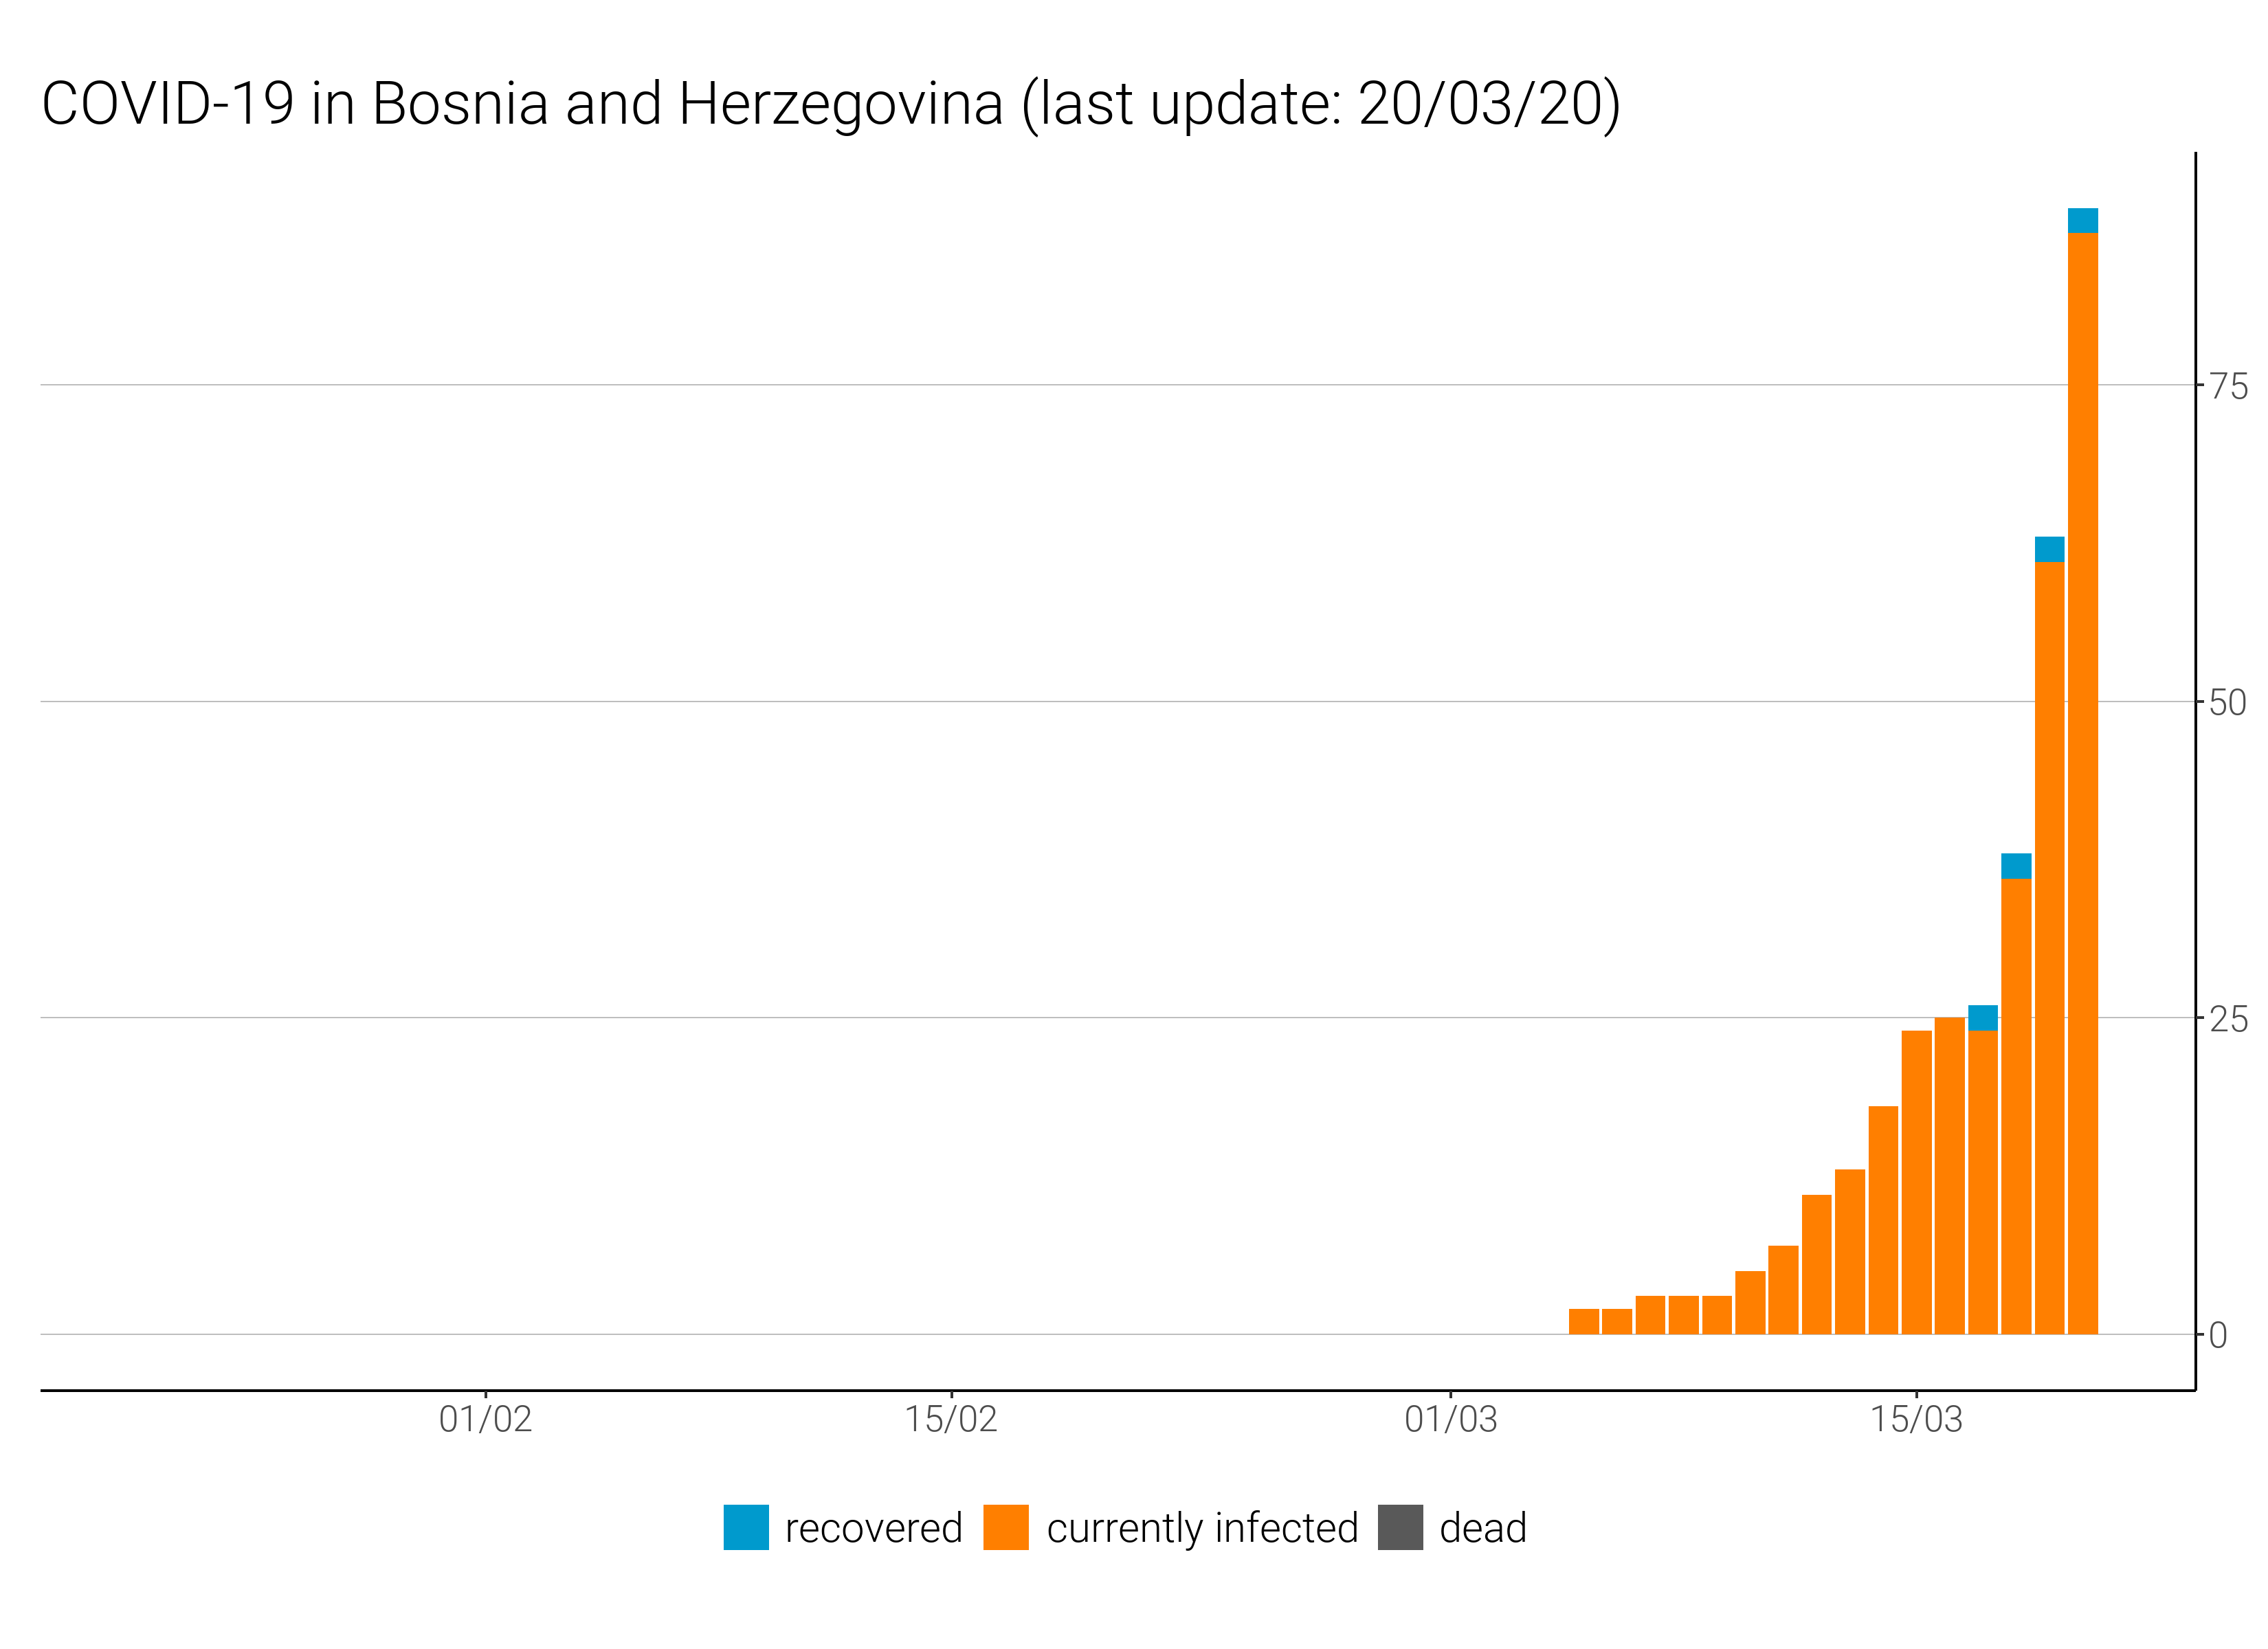 COVID-19 in Bosnia and Herzegovina (last update: 20/03/20)
75
50
25
0
01/02 15/02 01/03 15/03
recovered currently infected dead